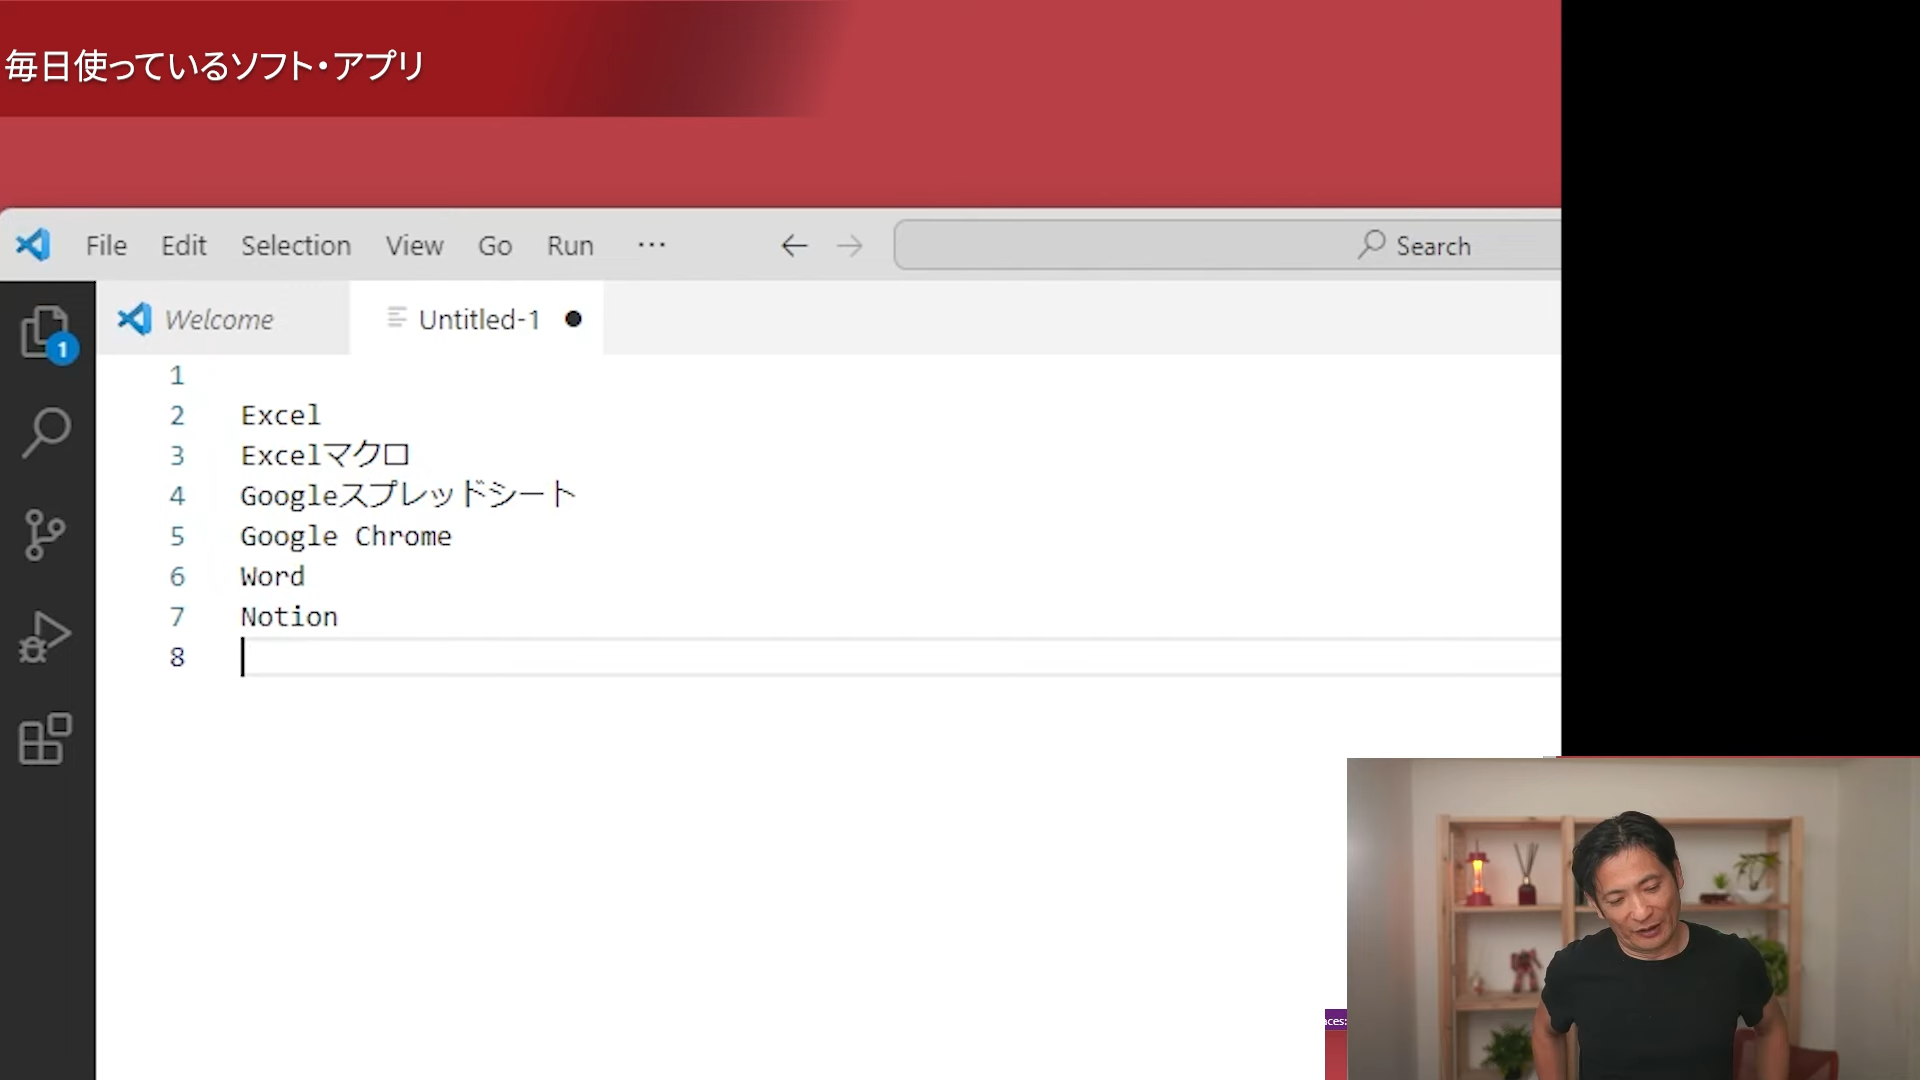 毎日使っているソフト・アプリ
File Edit Selection View Go Run ··· Search
Welcome Untitled-1
1
1
2 Excel
3 Excelマクロ
4 Googleスプレッドシート
5 Google Chrome
6 Word
7 Notion
8
aces: